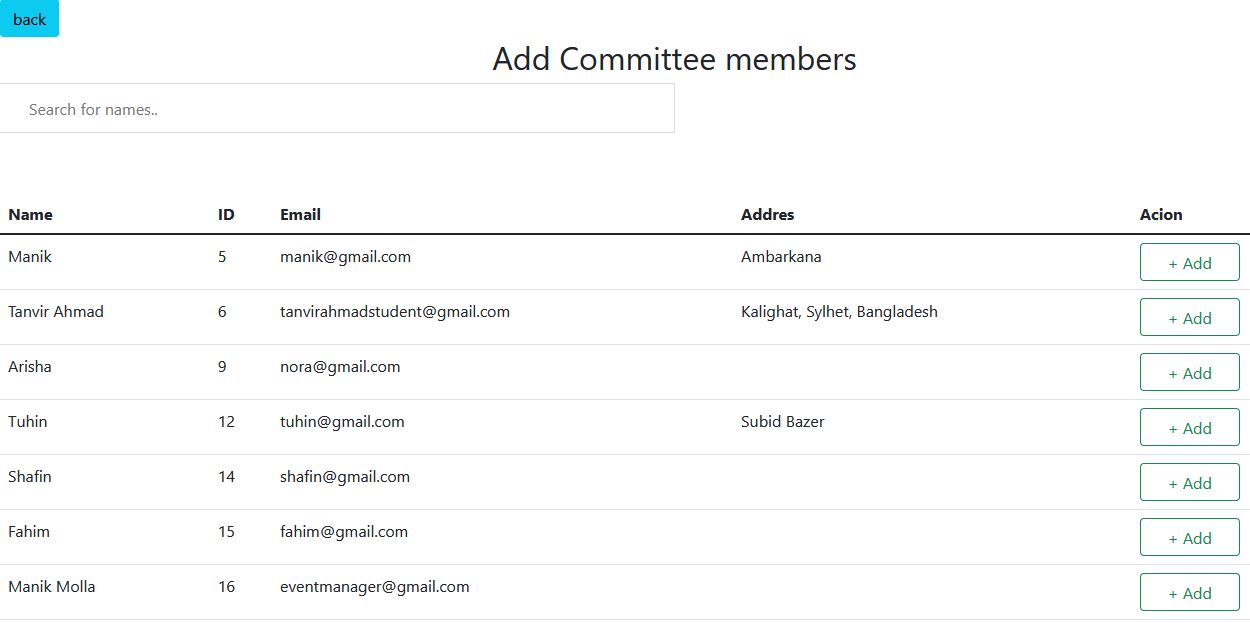 back
Add Committee members
Search for names..
Name ID Email Addres Acion
Manik 5 manik@gmail.com Ambarkana + Add
Tanvir Ahmad 6 tanvirahmadstudent@gmail.com Kalighat, Sylhet, Bangladesh + Add
Arisha 9 nora@gmail.com + Add
Tuhin 12 tuhin@gmail.com Subid Bazer + Add
Shafin 14 shafin@gmail.com + Add
Fahim 15 fahim@gmail.com + Add
Manik Molla 16 eventmanager@gmail.com + Add